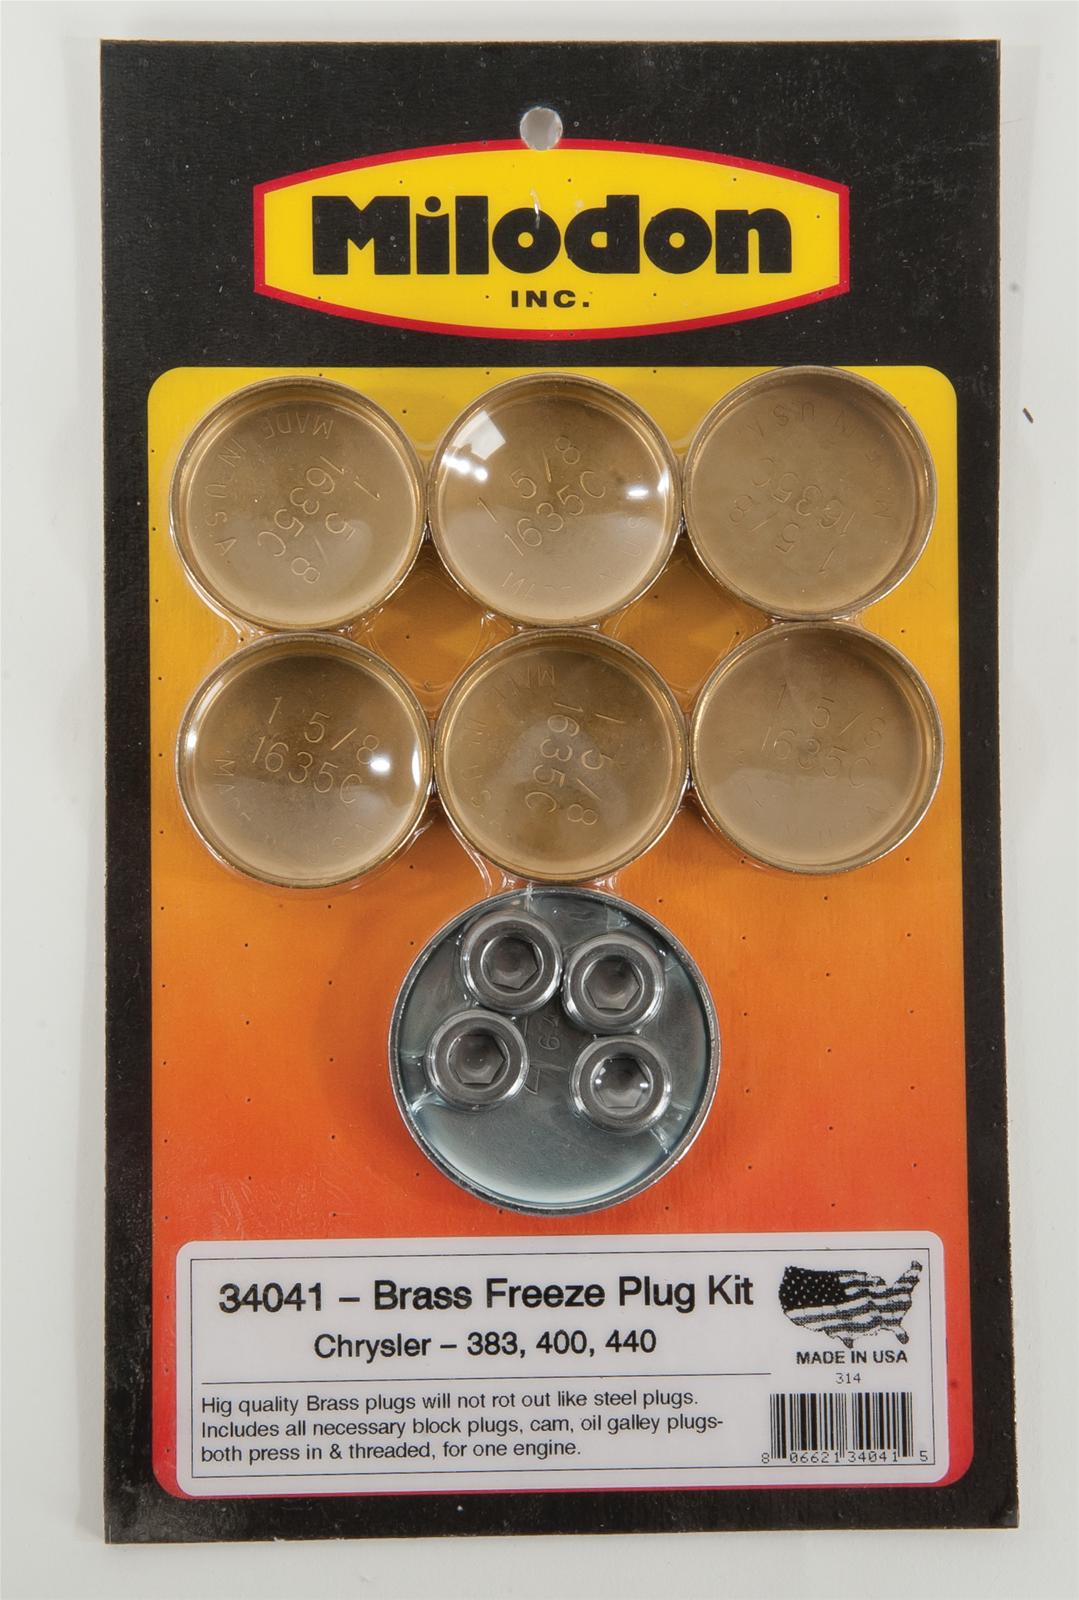 Milodon
INC.
MADE IN USA
1 5/8
1635C
1 5/8
1635C
1 5/8
1635C
1 5/8
1635C
1 5/8
1635C
1 5/8
1635C
34041 – Brass Freeze Plug Kit
Chrysler – 383, 400, 440
MADE IN USA
314
Hig quality Brass plugs will not rot out like steel plugs.
Includes all necessary block plugs, cam, oil galley plugs-
both press in & threaded, for one engine.
8 06621 34041 5